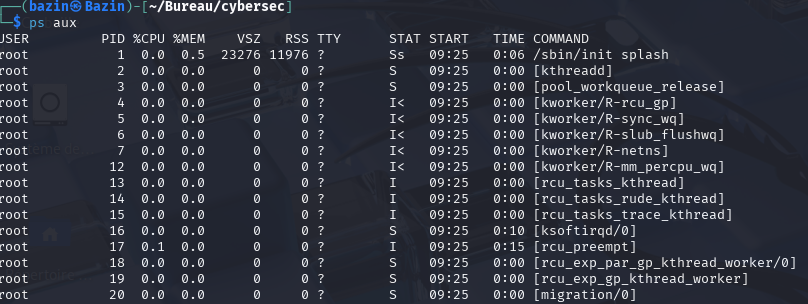 ┌──(bazin㉿Bazin)-[~/Bureau/cybersec]
└─$ ps aux
USER PID %CPU %MEM VSZ RSS TTY STAT START TIME COMMAND
root 1 0.0 0.5 23276 11976 ? Ss 09:25 0:06 /sbin/init splash
root 2 0.0 0.0 0 0 ? S 09:25 0:00 [kthreadd]
root 3 0.0 0.0 0 0 ? S 09:25 0:00 [pool_workqueue_release]
root 4 0.0 0.0 0 0 ? I< 09:25 0:00 [kworker/R-rcu_gp]
root 5 0.0 0.0 0 0 ? I< 09:25 0:00 [kworker/R-sync_wq]
root 6 0.0 0.0 0 0 ? I< 09:25 0:00 [kworker/R-slub_flushwq]
root 7 0.0 0.0 0 0 ? I< 09:25 0:00 [kworker/R-netns]
root 12 0.0 0.0 0 0 ? I< 09:25 0:00 [kworker/R-mm_percpu_wq]
root 13 0.0 0.0 0 0 ? I 09:25 0:00 [rcu_tasks_kthread]
root 14 0.0 0.0 0 0 ? I 09:25 0:00 [rcu_tasks_rude_kthread]
root 15 0.0 0.0 0 0 ? I 09:25 0:00 [rcu_tasks_trace_kthread]
root 16 0.0 0.0 0 0 ? S 09:25 0:10 [ksoftirqd/0]
root 17 0.1 0.0 0 0 ? I 09:25 0:15 [rcu_preempt]
root 18 0.0 0.0 0 0 ? S 09:25 0:00 [rcu_exp_par_gp_kthread_worker/0]
root 19 0.0 0.0 0 0 ? S 09:25 0:00 [rcu_exp_gp_kthread_worker]
root 20 0.0 0.0 0 0 ? S 09:25 0:00 [migration/0]